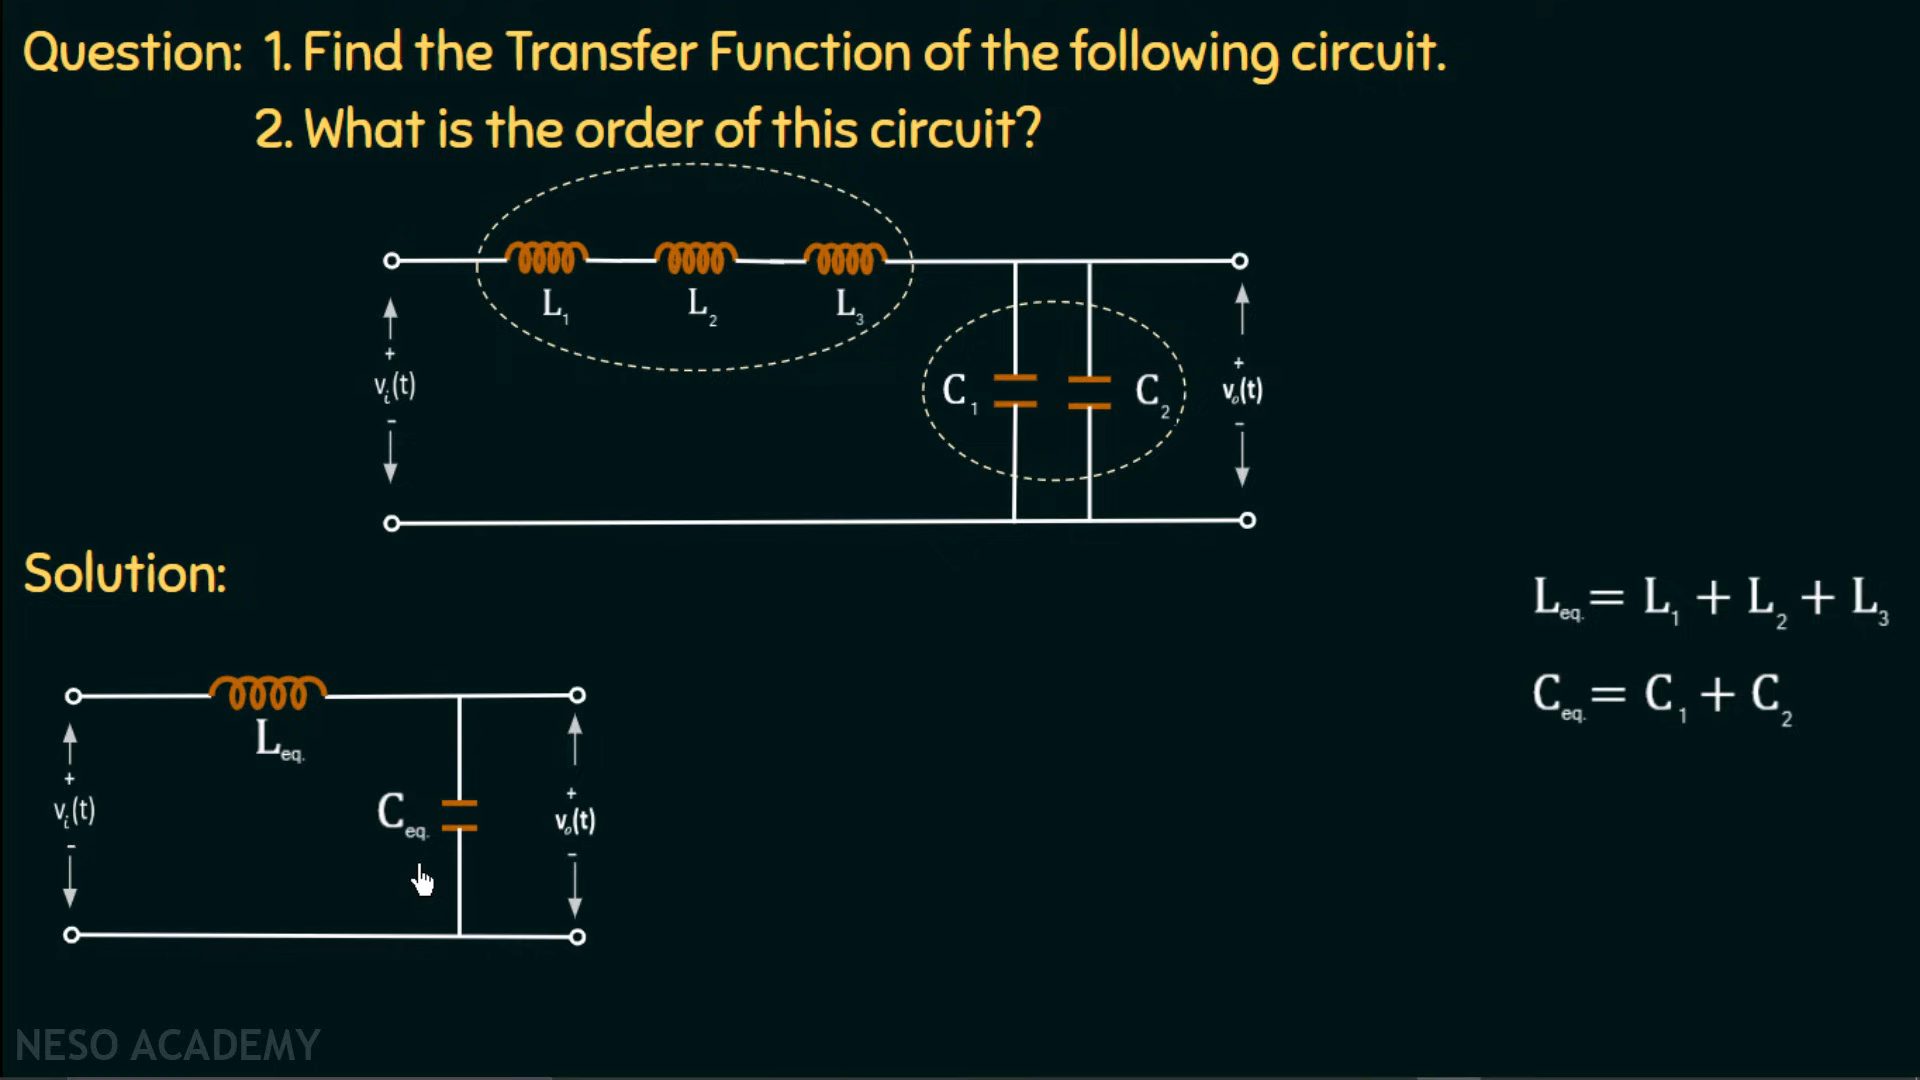 Question: 1. Find the Transfer Function of the following circuit.
2. What is the order of this circuit?
L₁ L₂ L₃
+
vᵢ(t)
-
C₁ C₂
+
vₒ(t)
-
Solution:
Lₑq. = L₁ + L₂ + L₃
Cₑq. = C₁ + C₂
Lₑq.
+
vᵢ(t)
-
Cₑq.
+
vₒ(t)
-
NESO ACADEMY